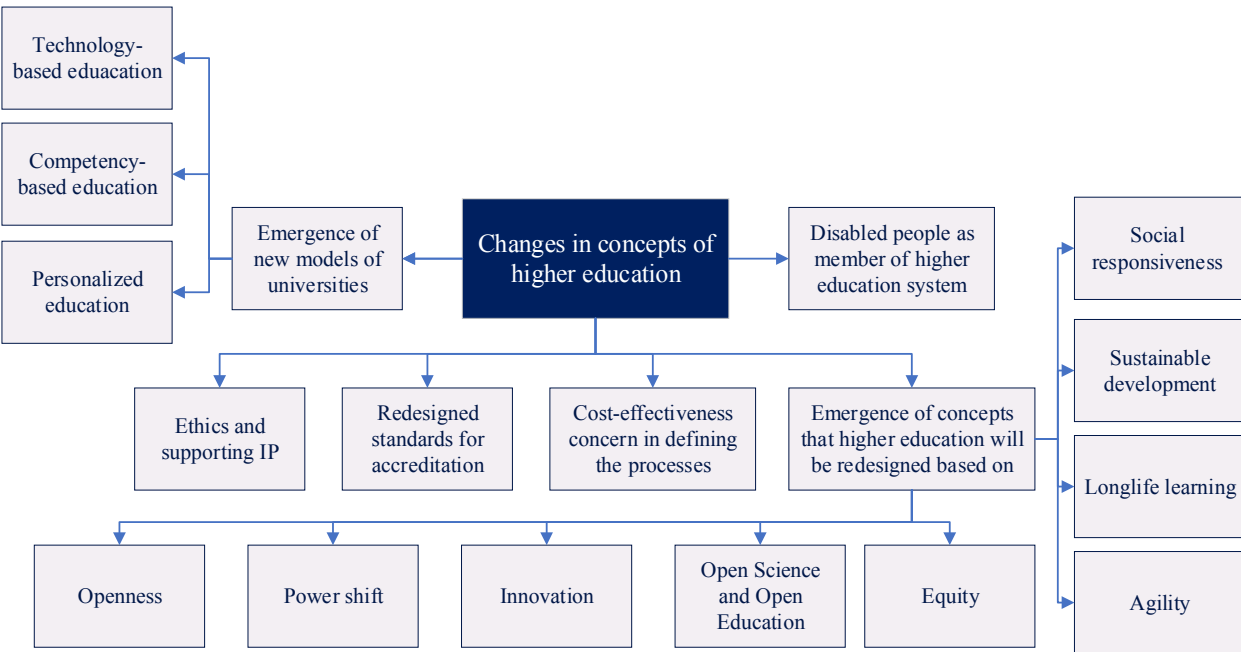 Technology-
based eduacation
Competency-
based education
Personalized
education
Emergence of
new models of
universities
Changes in concepts of
higher education
Disabled people as
member of higher
education system
Social
responsiveness
Sustainable
development
Longlife learning
Agility
Ethics and
supporting IP
Redesigned
standards for
accreditation
Cost-effectiveness
concern in defining
the processes
Emergence of concepts
that higher education will
be redesigned based on
Openness
Power shift
Innovation
Open Science
and Open
Education
Equity